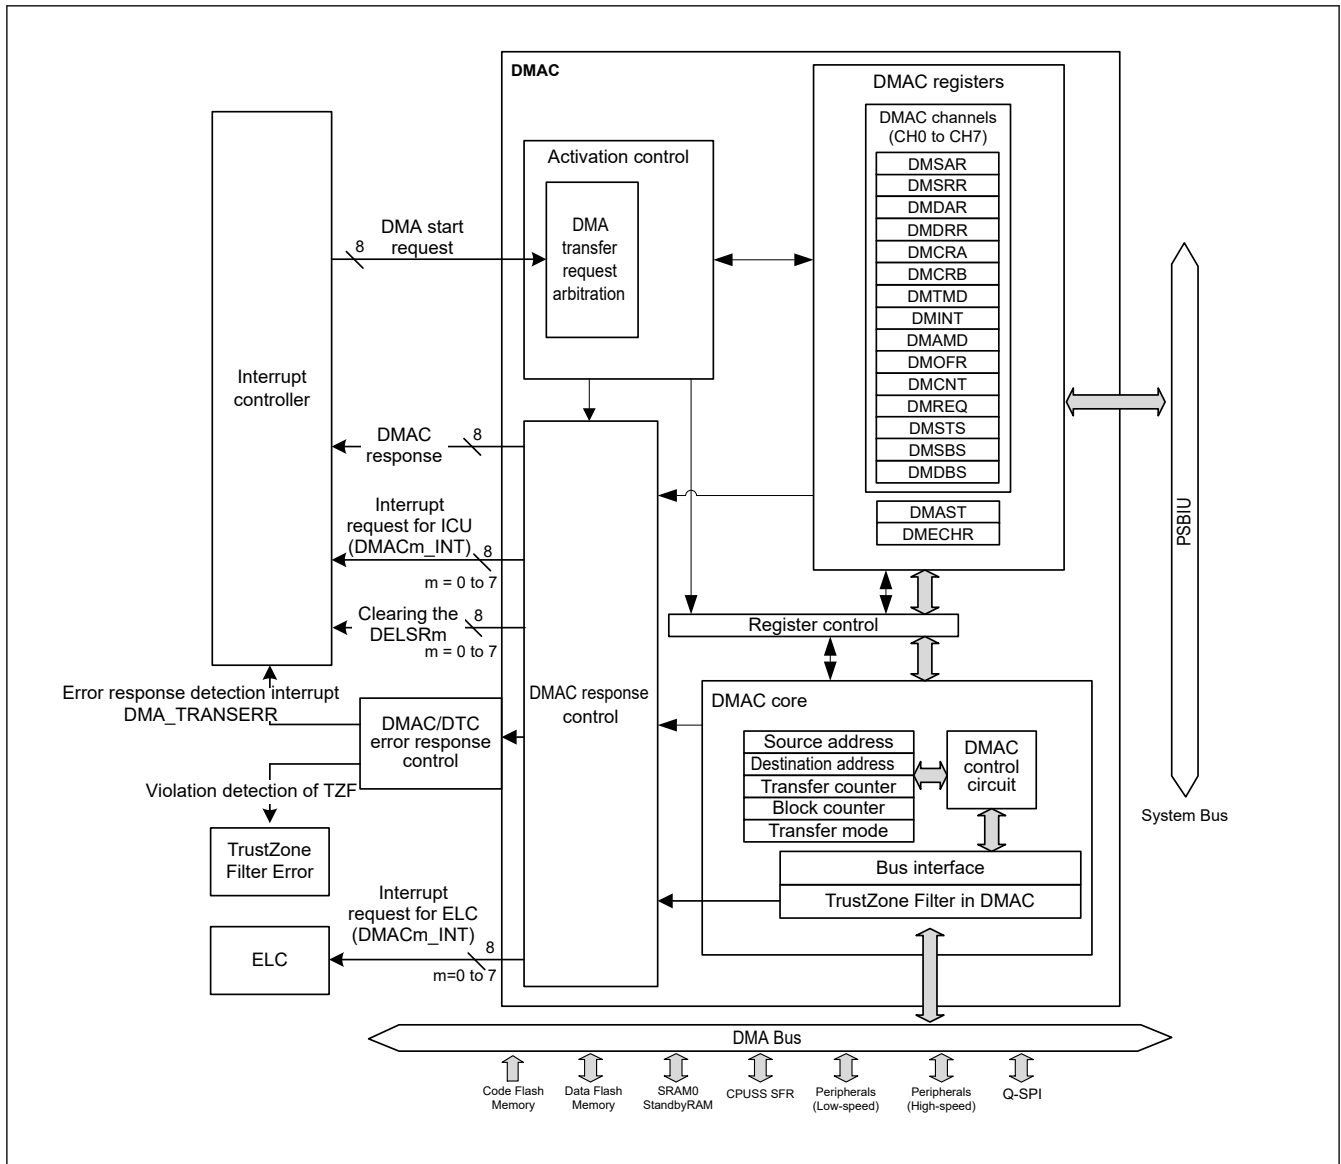 DMAC
DMAC registers
DMAC channels
(CH0 to CH7)
DMSAR
DMSRR
DMDAR
DMDRR
DMCRA
DMCRB
DMTMD
DMINT
DMAMD
DMOFR
DMCNT
DMREQ
DMSTS
DMSBS
DMDBS
DMAST
DMECHR
Activation control
DMA
transfer
request
arbitration
DMA start
request
8
Interrupt
controller
DMAC
response
8
Interrupt
request for ICU
(DMACm_INT)
8
m = 0 to 7
Clearing the
DELSRm
8
m = 0 to 7
Error response detection interrupt
DMA_TRANSERR
DMAC/DTC
error response
control
Violation detection of TZF
TrustZone
Filter Error
Interrupt
request for ELC
(DMACm_INT)
8
m=0 to 7
ELC
DMAC response
control
Register control
DMAC core
Source address
Destination address
Transfer counter
Block counter
Transfer mode
DMAC
control
circuit
Bus interface
TrustZone Filter in DMAC
PSBIU
System Bus
DMA Bus
Code Flash
Memory
Data Flash
Memory
SRAM0
StandbyRAM
CPUSS SFR
Peripherals
(Low-speed)
Peripherals
(High-speed)
Q-SPI